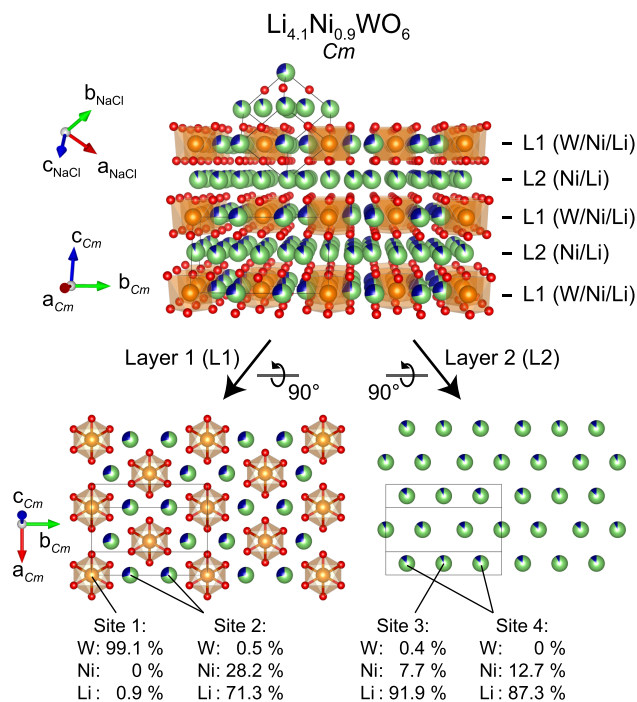 Li4.1Ni0.9WO6
Cm
bNaCl
cNaCl
aNaCl
L1 (W/Ni/Li)
L2 (Ni/Li)
L1 (W/Ni/Li)
L2 (Ni/Li)
L1 (W/Ni/Li)
cCm
bCm
aCm
Layer 1 (L1)
90°
90°
Layer 2 (L2)
cCm
bCm
aCm
Site 1:
W: 99.1 %
Ni: 0 %
Li: 0.9 %
Site 2:
W: 0.5 %
Ni: 28.2 %
Li: 71.3 %
Site 3:
W: 0.4 %
Ni: 7.7 %
Li: 91.9 %
Site 4:
W: 0 %
Ni: 12.7 %
Li: 87.3 %